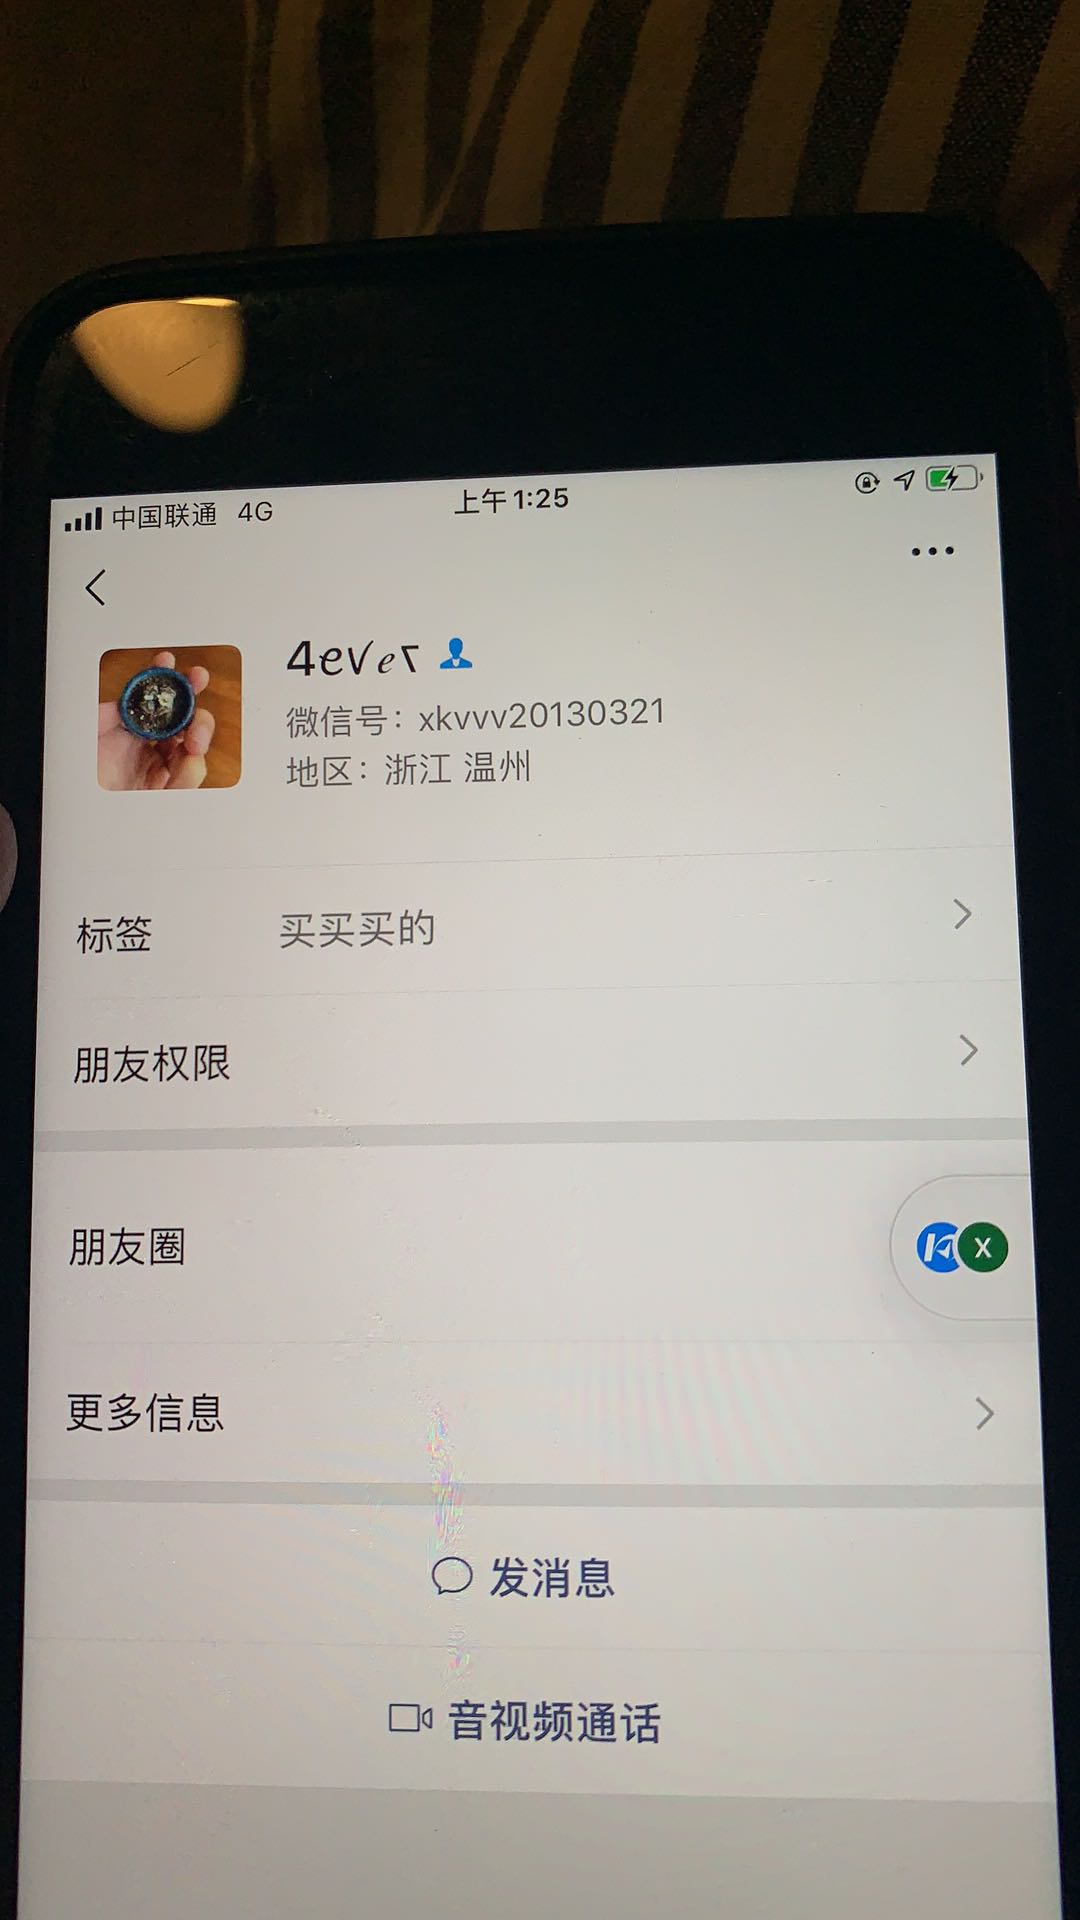 中国联通 4G 上午1:25
4ever
微信号：xkvvv20130321
地区：浙江 温州
标签 买买买的
朋友权限
朋友圈
X
更多信息
发消息
音视频通话